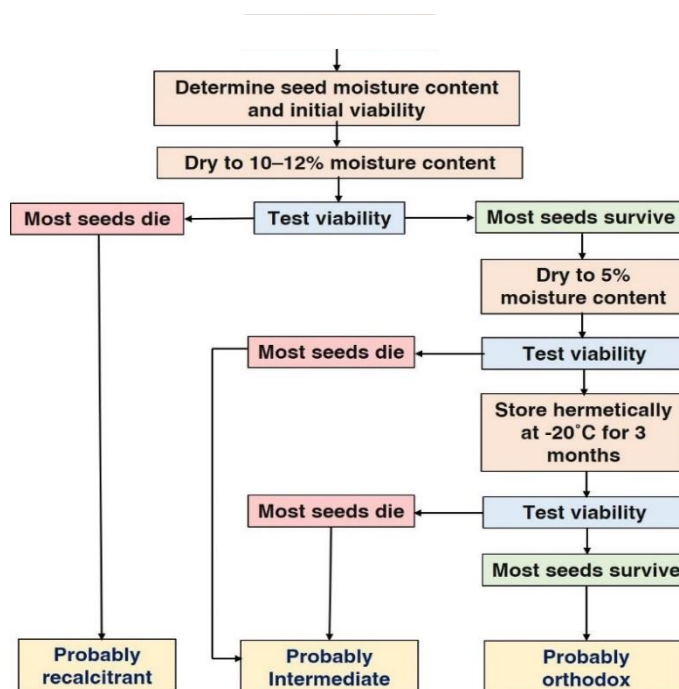 Determine seed moisture content
and initial viability
Dry to 10–12% moisture content
Most seeds die
Test viability
Most seeds survive
Dry to 5%
moisture content
Most seeds die
Test viability
Store hermetically
at -20˚C for 3
months
Most seeds die
Test viability
Most seeds survive
Probably
recalcitrant
Probably
Intermediate
Probably
orthodox